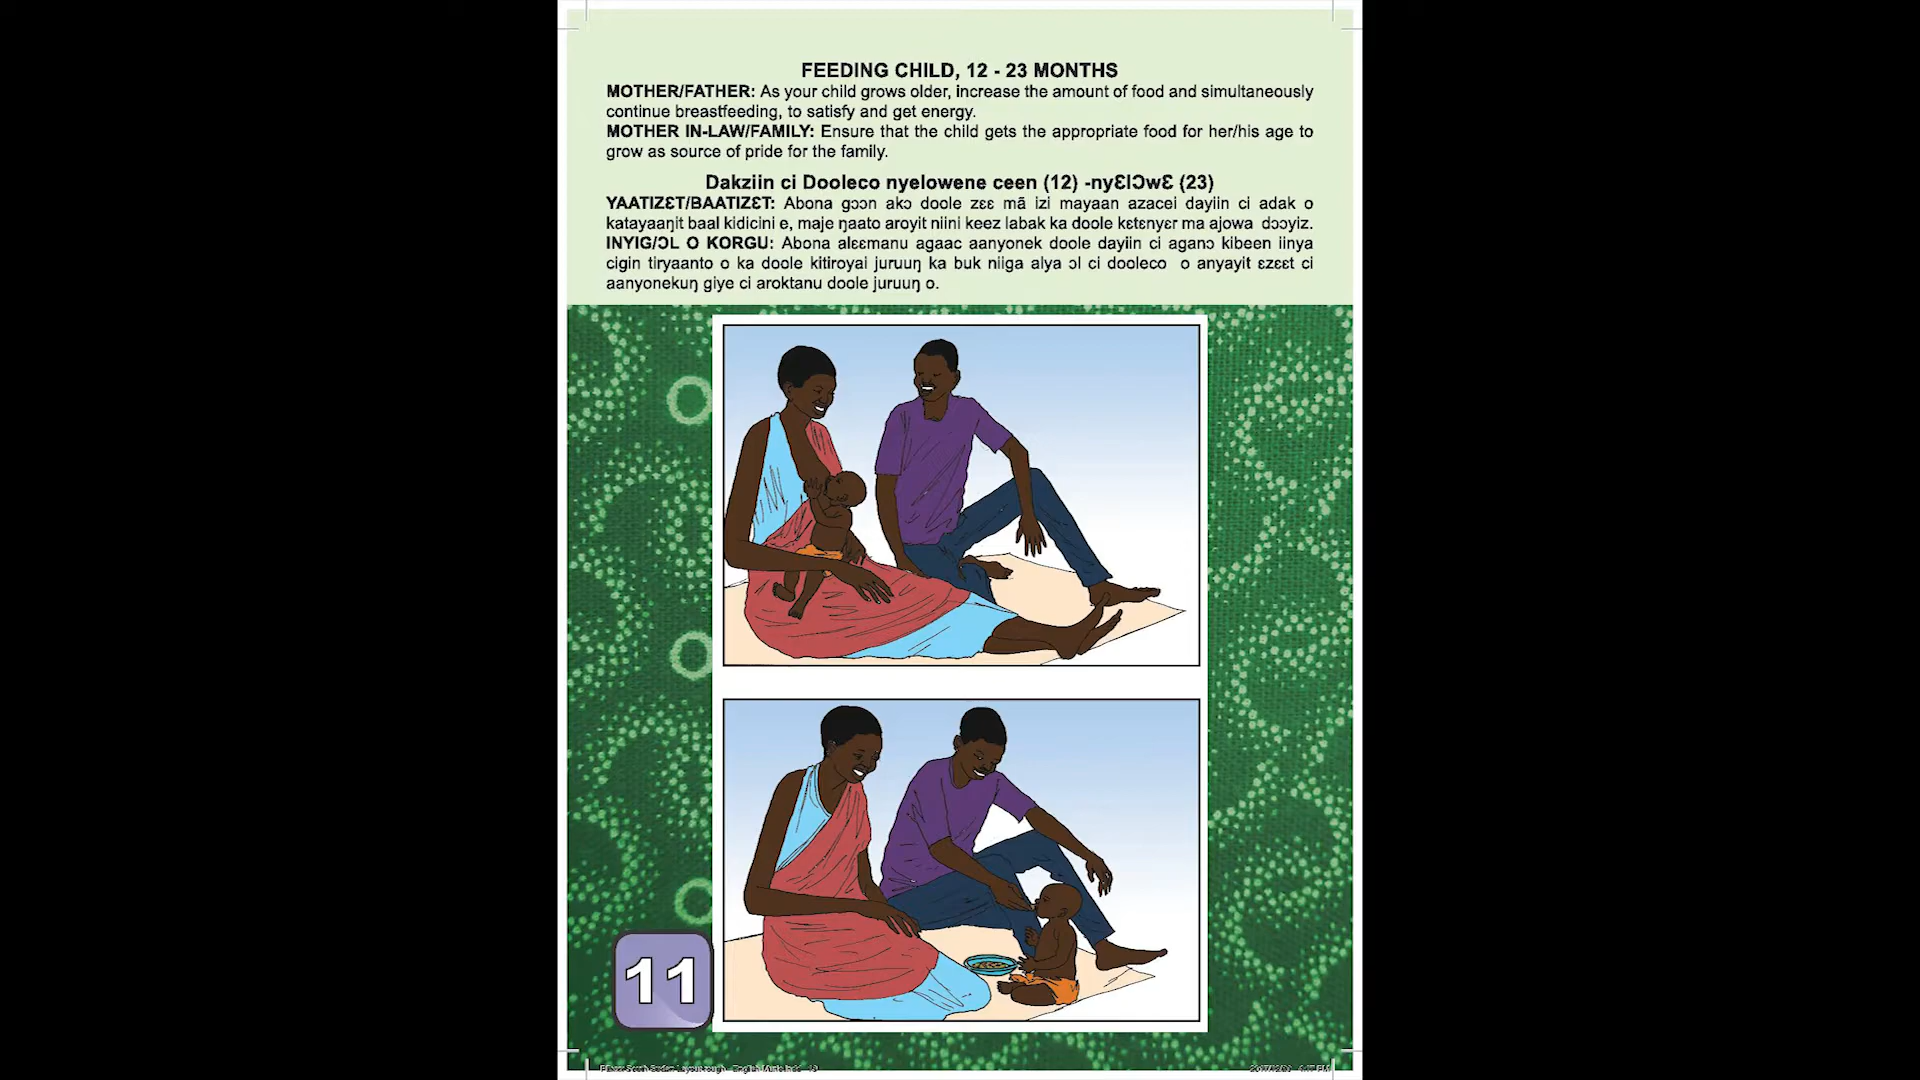 FEEDING CHILD, 12 - 23 MONTHS
MOTHER/FATHER: As your child grows older, increase the amount of food and simultaneously
continue breastfeeding, to satisfy and get energy.
MOTHER IN-LAW/FAMILY: Ensure that the child gets the appropriate food for her/his age to
grow as source of pride for the family.
Dakziin ci Dooleco nyelowene ceen (12) -nyƐlƆwƐ (23)
YAATIZƐT/BAATIZƐT: Abona gɔɔn akɔ doole zɛɛ mã izi mayaan azacei dayiin ci adak o
katayaaŋit baal kidicini e, maje ŋaato aroyit niini keez labak ka doole kɛtɛnyɛr ma ajowa dɔɔyiz.
INYIG/ƆL O KORGU: Abona alɛɛmanu agaac aanyonek doole dayiin ci aganɔ kibeen iinya
cigin tiryaanto o ka doole kitiroyai juruuŋ ka buk niiga alya ɔl ci dooleco o anyayit ɛzɛɛt ci
aanyonekuŋ giye ci aroktanu doole juruuŋ o.
11